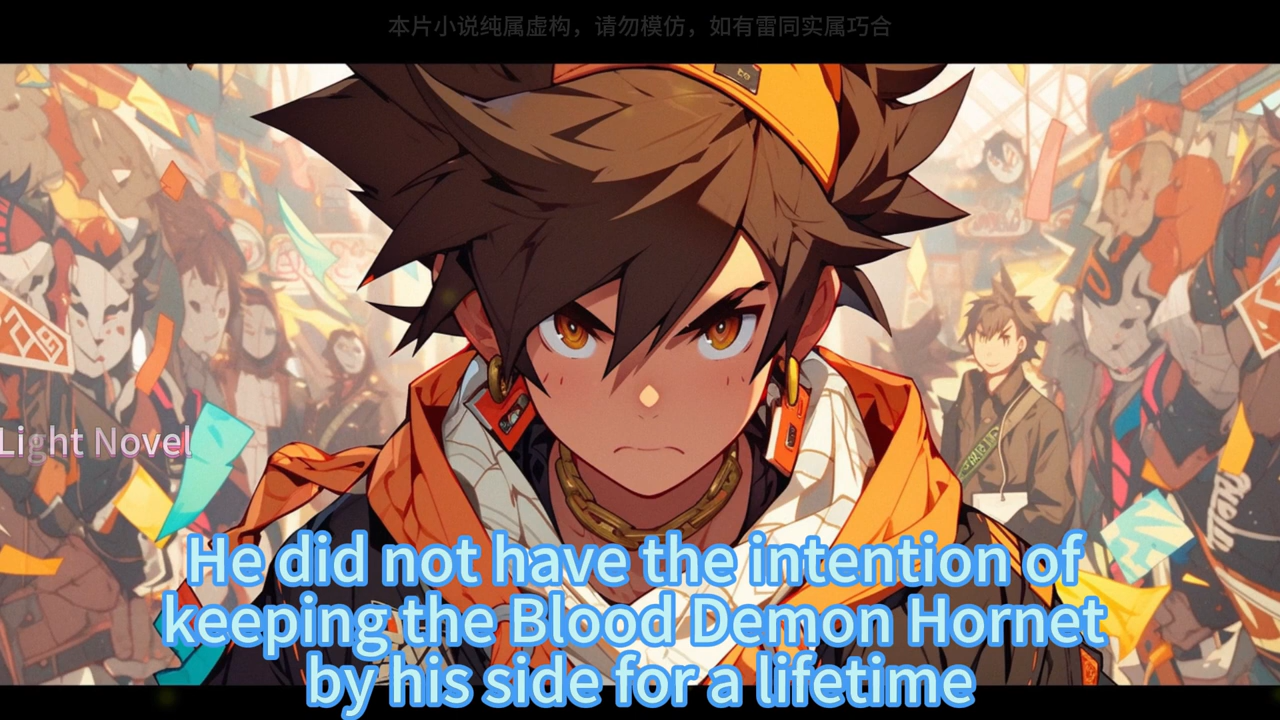 本片小说纯属虚构，请勿模仿，如有雷同实属巧合
Light Novel
He did not have the intention of
keeping the Blood Demon Hornet
by his side for a lifetime